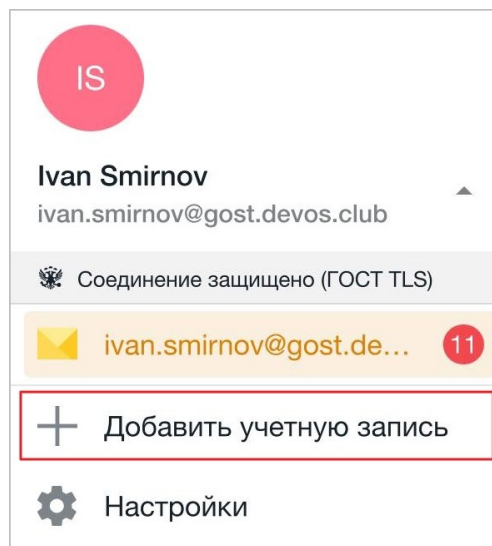 IS
Ivan Smirnov
ivan.smirnov@gost.devos.club
Соединение защищено (ГОСТ TLS)
ivan.smirnov@gost.de... 11
Добавить учетную запись
Настройки